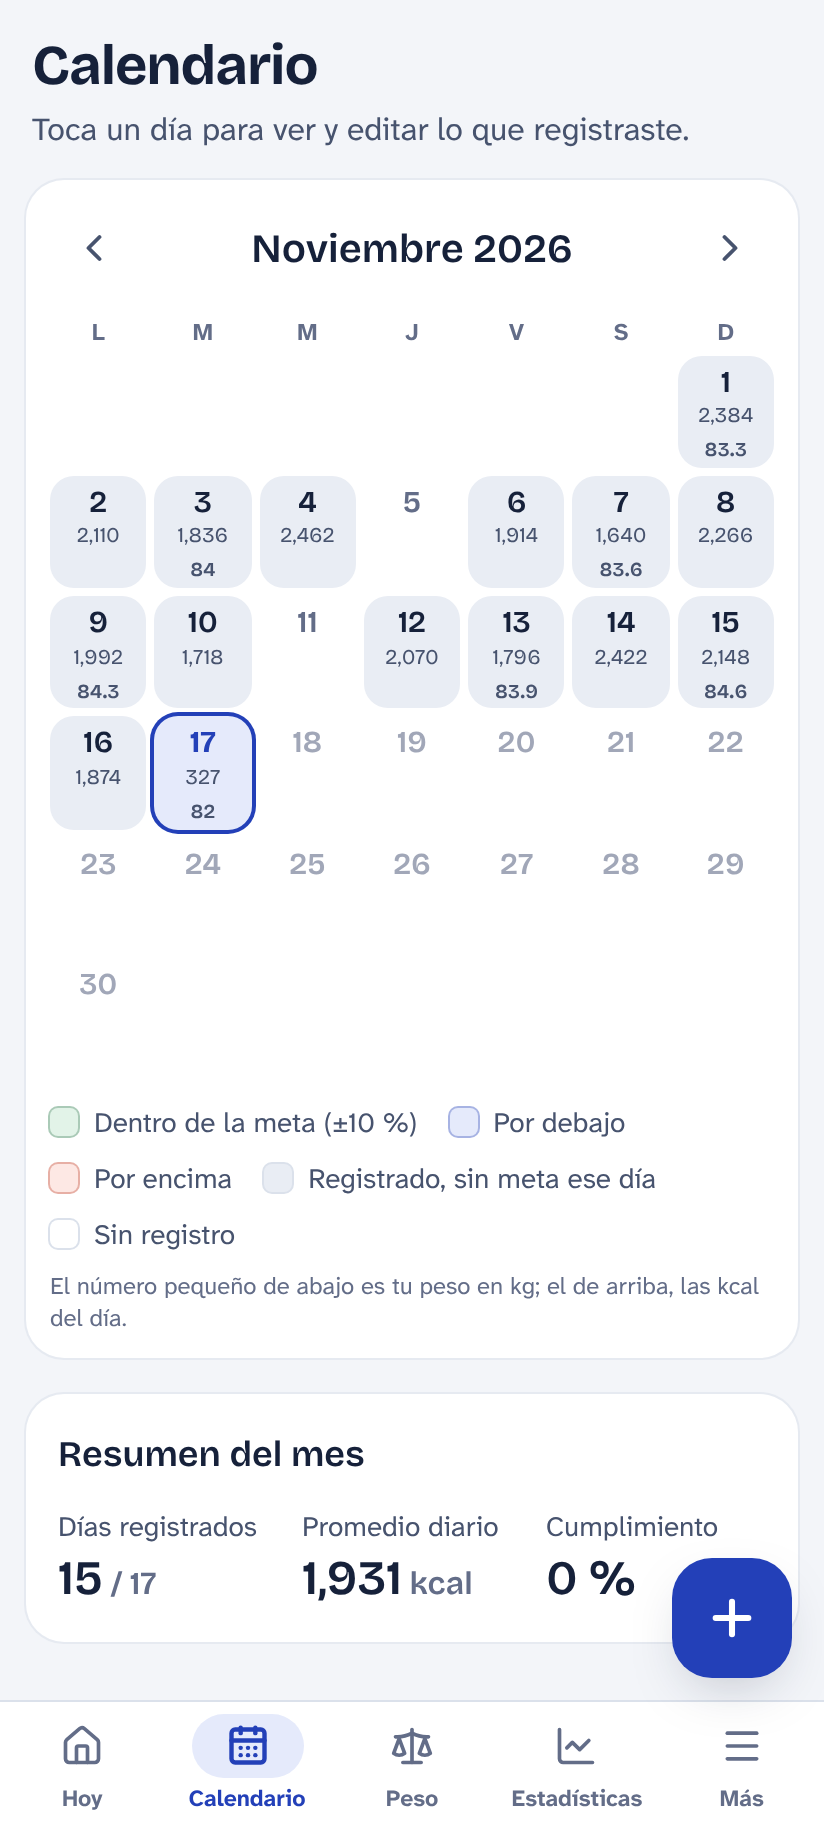 Calendario
Toca un día para ver y editar lo que registraste.
Noviembre 2026
L M M J V S D
1
2,384
83.3
2 3 4 5 6 7 8
2,110 1,836 2,462 1,914 1,640 2,266
84 83.6
9 10 11 12 13 14 15
1,992 1,718 2,070 1,796 2,422 2,148
84.3 83.9 84.6
16 17 18 19 20 21 22
1,874 327
82
23 24 25 26 27 28 29
30
Dentro de la meta (±10 %) Por debajo
Por encima Registrado, sin meta ese día
Sin registro
El número pequeño de abajo es tu peso en kg; el de arriba, las kcal
del día.
Resumen del mes
Días registrados Promedio diario Cumplimiento
15 / 17 1,931 kcal 0 %
Hoy Calendario Peso Estadísticas Más